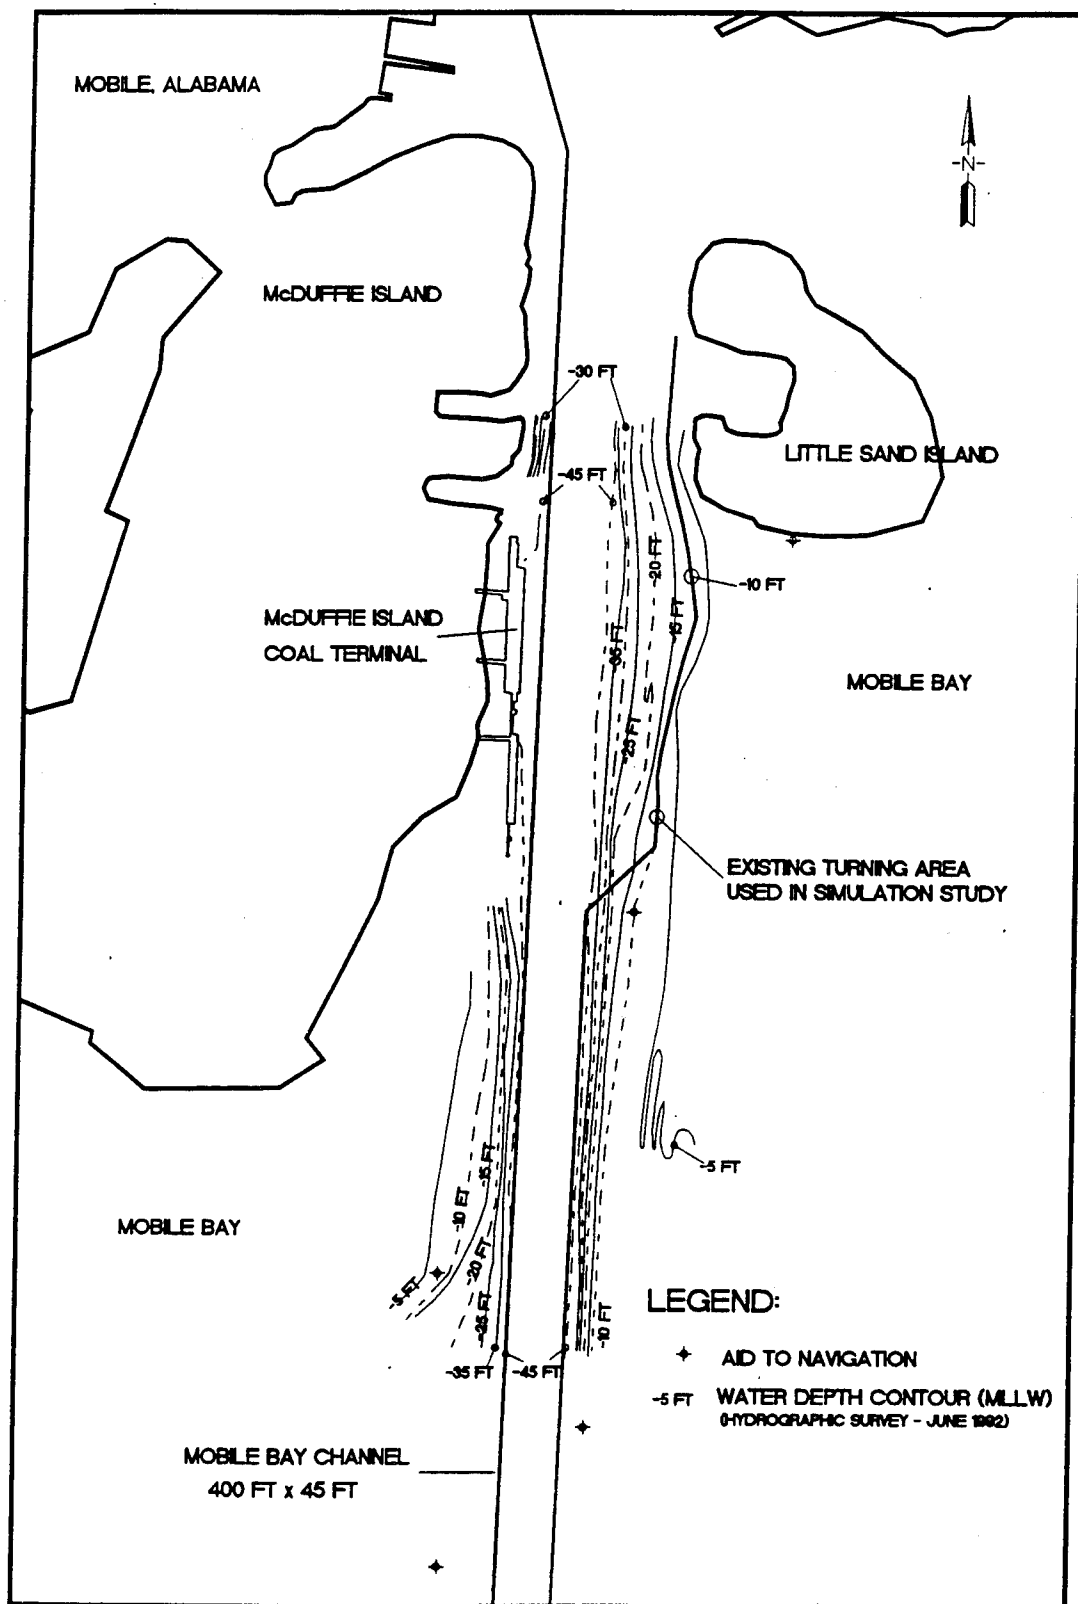 MOBILE, ALABAMA
-N-
McDUFFIE ISLAND
-30 FT
LITTLE SAND ISLAND
-45 FT
-20 FT
-10 FT
-15 FT
McDUFFIE ISLAND
COAL TERMINAL
-35 FT
MOBILE BAY
-25 FT
EXISTING TURNING AREA
USED IN SIMULATION STUDY
-5 FT
-15 FT
-10 FT
MOBILE BAY
-20 FT
-5 FT
-25 FT
-10 FT
-35 FT
-45 FT
LEGEND:
AID TO NAVIGATION
-5 FT WATER DEPTH CONTOUR (MLLW)
(HYDROGRAPHIC SURVEY - JUNE 1992)
MOBILE BAY CHANNEL
400 FT x 45 FT